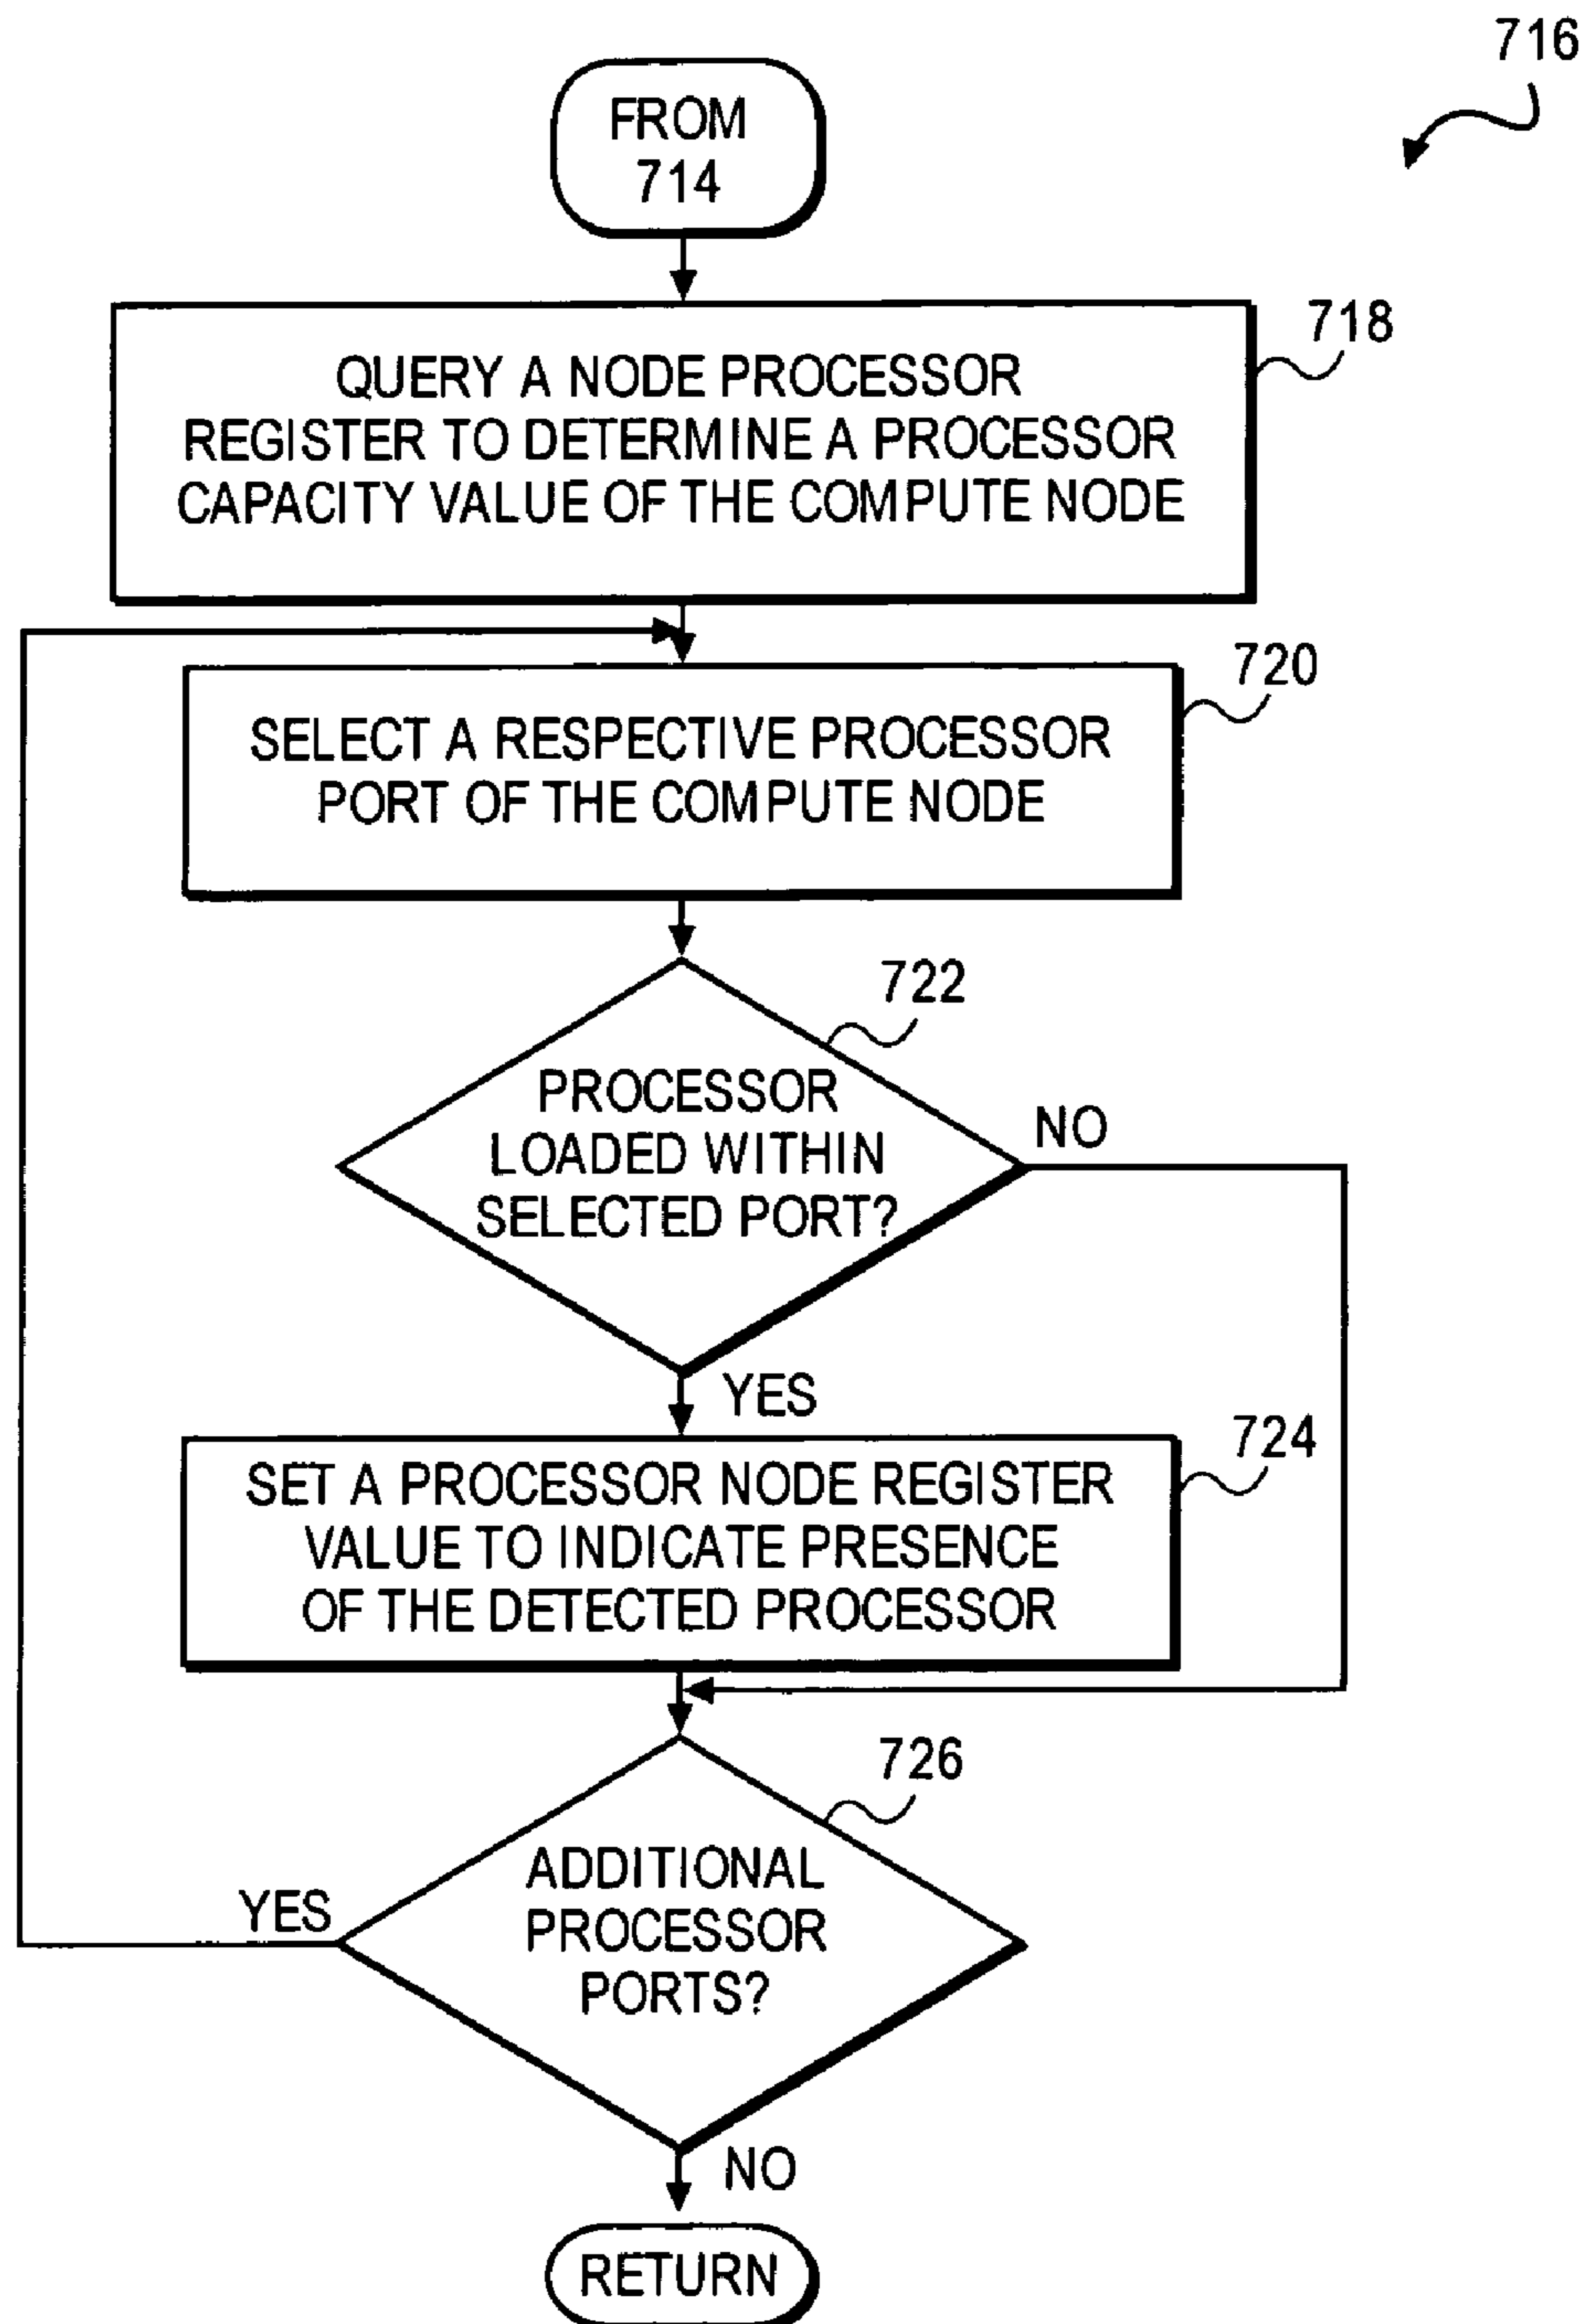 716
FROM
714
718
QUERY A NODE PROCESSOR
REGISTER TO DETERMINE A PROCESSOR
CAPACITY VALUE OF THE COMPUTE NODE
720
SELECT A RESPECTIVE PROCESSOR
PORT OF THE COMPUTE NODE
722
PROCESSOR
LOADED WITHIN
SELECTED PORT?
NO
YES
724
SET A PROCESSOR NODE REGISTER
VALUE TO INDICATE PRESENCE
OF THE DETECTED PROCESSOR
726
ADDITIONAL
PROCESSOR
PORTS?
YES
NO
RETURN